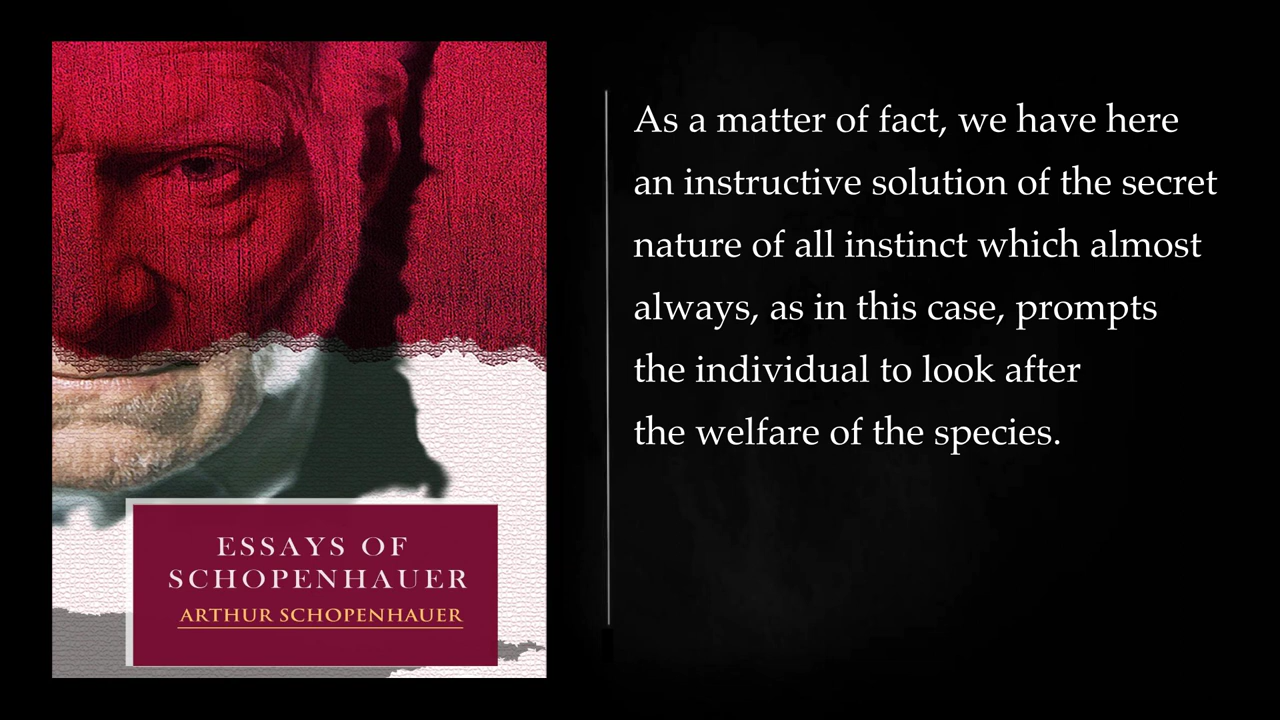 ESSAYS OF
SCHOPENHAUER
ARTHUR SCHOPENHAUER
As a matter of fact, we have here
an instructive solution of the secret
nature of all instinct which almost
always, as in this case, prompts
the individual to look after
the welfare of the species.